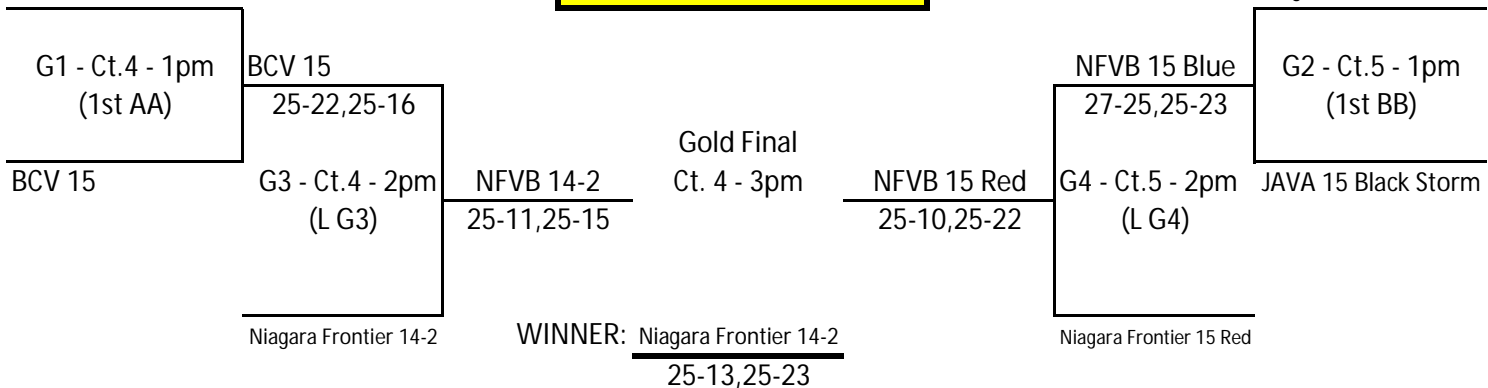 G1 - Ct.4 - 1pm BCV 15 NFVB 15 Blue G2 - Ct.5 - 1pm
(1st AA) 25-22,25-16 27-25,25-23 (1st BB)
Gold Final
BCV 15 G3 - Ct.4 - 2pm NFVB 14-2 Ct. 4 - 3pm NFVB 15 Red G4 - Ct.5 - 2pm JAVA 15 Black Storm
(L G3) 25-11,25-15 25-10,25-22 (L G4)
Niagara Frontier 14-2 WINNER: Niagara Frontier 14-2 Niagara Frontier 15 Red
25-13,25-23